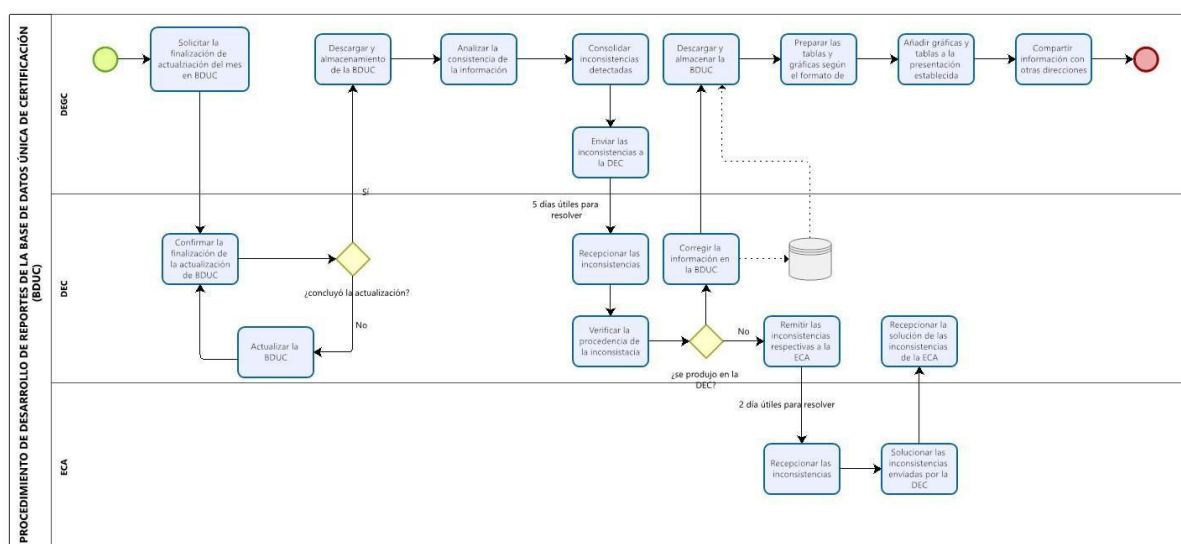 PROCEDIMIENTO DE DESARROLLO DE REPORTES DE LA BASE DE DATOS ÚNICA DE CERTIFICACIÓN
(BDUC)
DEGC
Solicitar la
finalización de
actualziación del mes
en BDUC
Descargar y
almacenamiento
de la BDUC
Analizar la
consistencia de
la información
Consolidar
inconsistencias
detectadas
Descargar y
almacenar la
BDUC
Preparar las
tablas y
gráficas según
el formato de
Añadir gráficas y
tablas a la
presentación
establecida
Compartir
información con
otras direcciones
Enviar las
inconsistencias a
la DEC
Sí
5 días útiles para
resolver
DEC
Confirmar la
finalización de
la actualización
de BDUC
¿concluyó la actualización?
No
Actualizar la
BDUC
Recepcionar las
inconsistencias
Corregir la
información en
la BDUC
Verificar la
procedencia de la
inconsistacia
¿se produjo en la
DEC?
No
Remitir las
inconsistencias
respectivas a la
ECA
Recepcionar la
solución de las
inconsistencias
de la ECA
2 día útiles para resolver
ECA
Recepcionar las
inconsistencias
Solucionar las
inconsistencias
enviadas por la
DEC